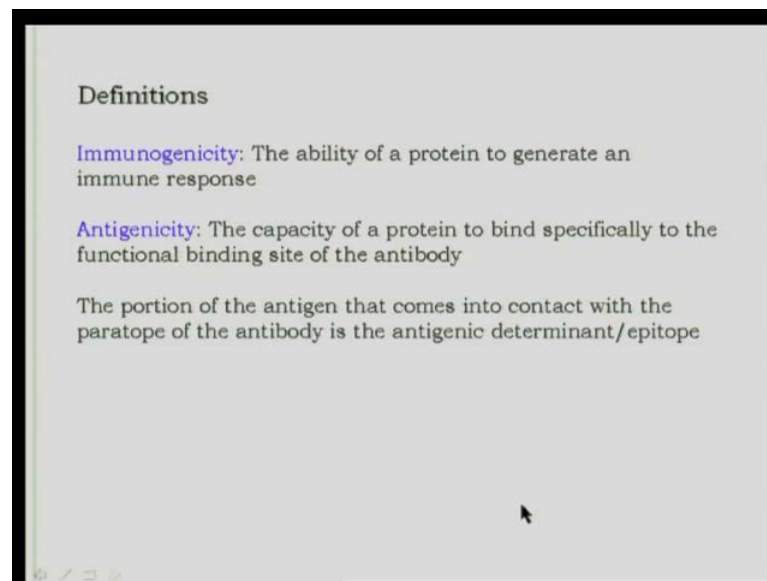 Definitions
Immunogenicity: The ability of a protein to generate an
immune response
Antigenicity: The capacity of a protein to bind specifically to the
functional binding site of the antibody
The portion of the antigen that comes into contact with the
paratope of the antibody is the antigenic determinant/epitope